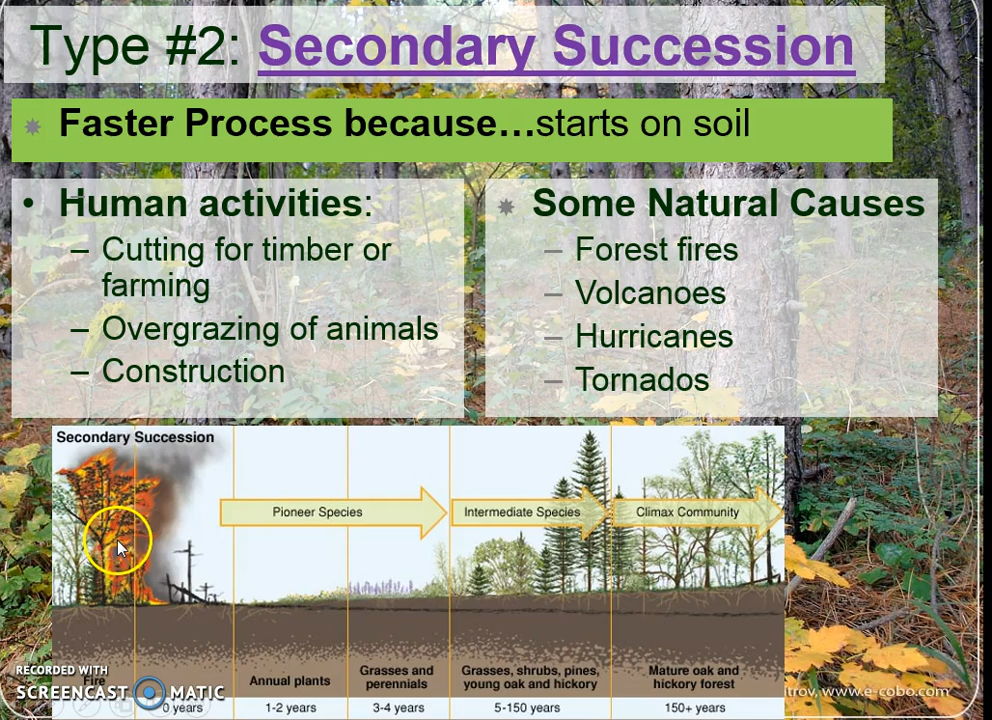 Type #2: Secondary Succession
Faster Process because...starts on soil
• Human activities:
– Cutting for timber or
farming
– Overgrazing of animals
– Construction
Some Natural Causes
– Forest fires
– Volcanoes
– Hurricanes
– Tornados
Secondary Succession
Pioneer Species
Intermediate Species
Climax Community
Fire
Annual plants
Grasses and
perennials
Grasses, shrubs, pines,
young oak and hickory
Mature oak and
hickory forest
0 years
1-2 years
3-4 years
5-150 years
150+ years
RECORDED WITH
SCREENCAST MATIC
www.e-cobo.com